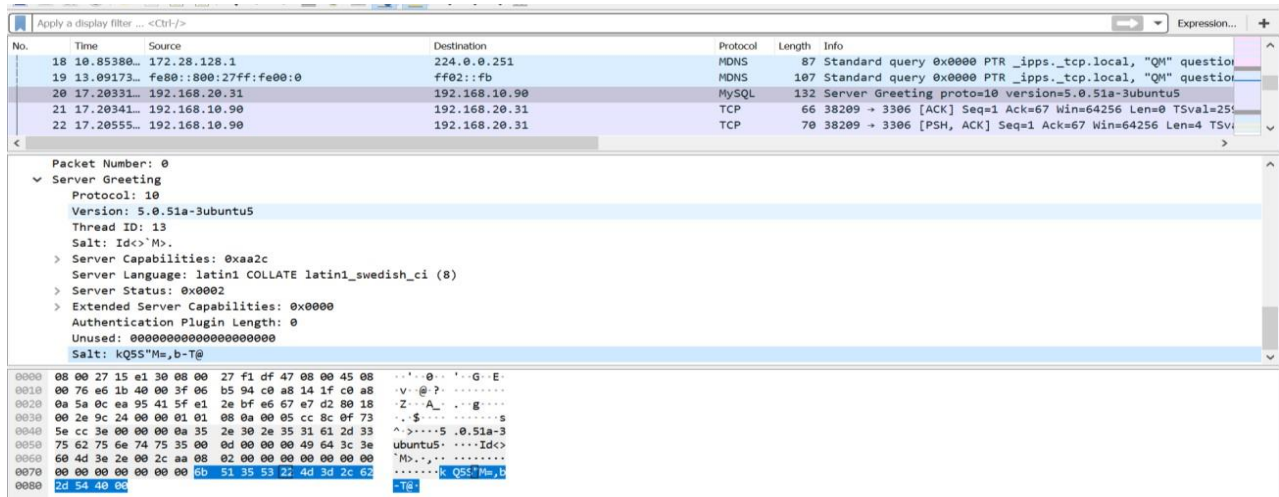 Apply a display filter ... <Ctrl-/>
Expression...
+
No. Time Source Destination Protocol Length Info
18 10.85380… 172.28.128.1 224.0.0.251 MDNS 87 Standard query 0x0000 PTR _ipps._tcp.local, "QM" question
19 13.09173… fe80::800:27ff:fe00:0 ff02::fb MDNS 107 Standard query 0x0000 PTR _ipps._tcp.local, "QM" question
20 17.20331… 192.168.20.31 192.168.10.90 MySQL 132 Server Greeting proto=10 version=5.0.51a-3ubuntu5
21 17.20341… 192.168.10.90 192.168.20.31 TCP 66 38209 → 3306 [ACK] Seq=1 Ack=67 Win=64256 Len=0 TSval=259
22 17.20555… 192.168.10.90 192.168.20.31 TCP 70 38209 → 3306 [PSH, ACK] Seq=1 Ack=67 Win=64256 Len=4 TSv
Packet Number: 0
Server Greeting
Protocol: 10
Version: 5.0.51a-3ubuntu5
Thread ID: 13
Salt: Id<>`M>.
Server Capabilities: 0xaa2c
Server Language: latin1 COLLATE latin1_swedish_ci (8)
Server Status: 0x0002
Extended Server Capabilities: 0x0000
Authentication Plugin Length: 0
Unused: 00000000000000000000
Salt: kQ5S"M=,b-T@
0000 08 00 27 15 e1 30 08 00 27 f1 df 47 08 00 45 08 ··'··0·· '··G··E·
0010 00 76 e6 1b 40 00 3f 06 b5 94 c0 a8 14 1f c0 a8 ·v··@·?· ········
0020 0a 5a 0c ea 95 41 5f e1 2e bf e6 67 e7 d2 80 18 ·Z···A_· .··g····
0030 00 2e 9c 24 00 00 01 01 08 0a 00 05 cc 8c 0f 73 ·.·$···· ·······s
0040 5e cc 3e 00 00 00 0a 35 2e 30 2e 35 31 61 2d 33 ^·>····5 .0.51a-3
0050 75 62 75 6e 74 75 35 00 0d 00 00 00 49 64 3c 3e ubuntu5· ····Id<>
0060 60 4d 3e 2e 00 2c aa 08 02 00 00 00 00 00 00 00 `M>.·,·· ········
0070 00 00 00 00 00 00 00 6b 51 35 53 22 4d 3d 2c 62 ·······k Q5S"M=,b
0080 2d 54 40 00 -T@·